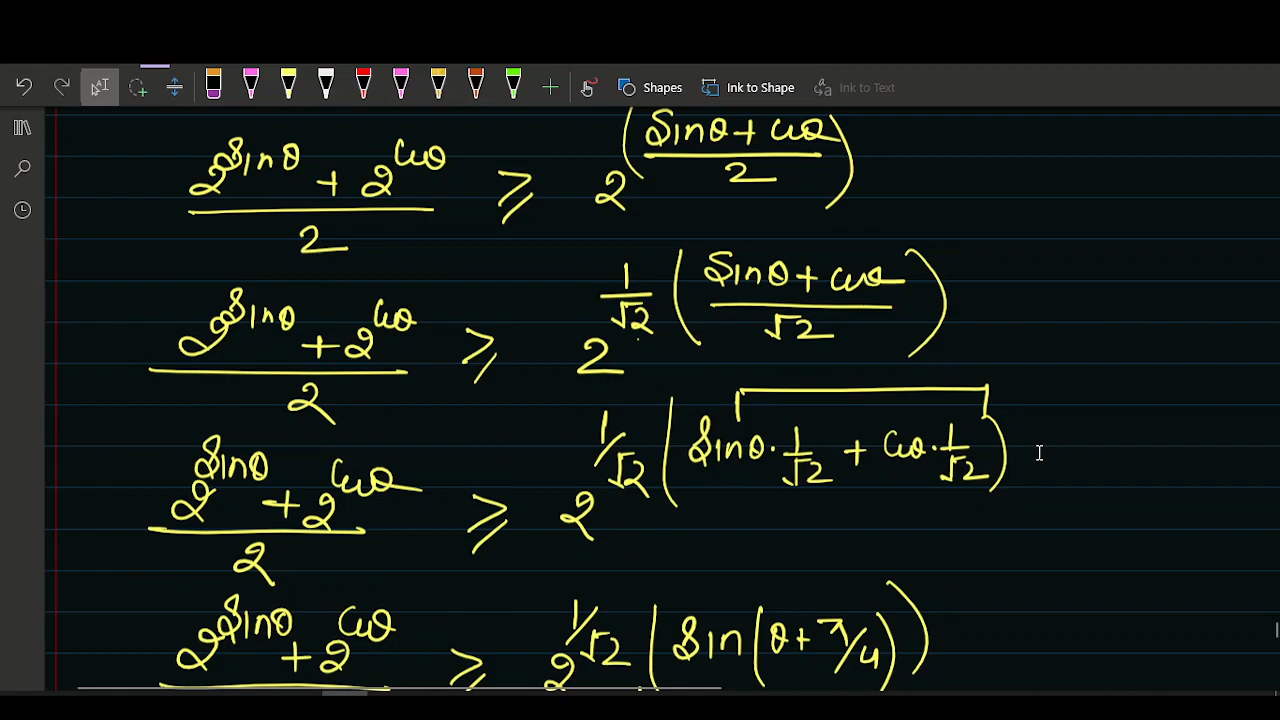 Shapes Ink to Shape Ink to Text
(2^sinθ + 2^cosθ)/2 ≥ 2^((sinθ + cosθ)/2)
(2^sinθ + 2^cosθ)/2 ≥ 2^(1/√2 ((sinθ + cosθ)/√2))
(2^sinθ + 2^cosθ)/2 ≥ 2^(1/√2 (sinθ · 1/√2 + cosθ · 1/√2))
2^sinθ + 2^cosθ ≥ 2^(1/√2 (sin(θ + π/4)))